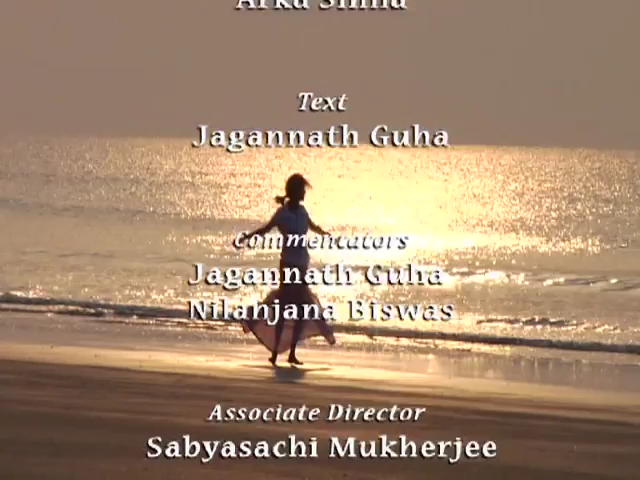 Text
Jagannath Guha
Commentators
Jagannath Guha
Nilanjana Biswas
Associate Director
Sabyasachi Mukherjee